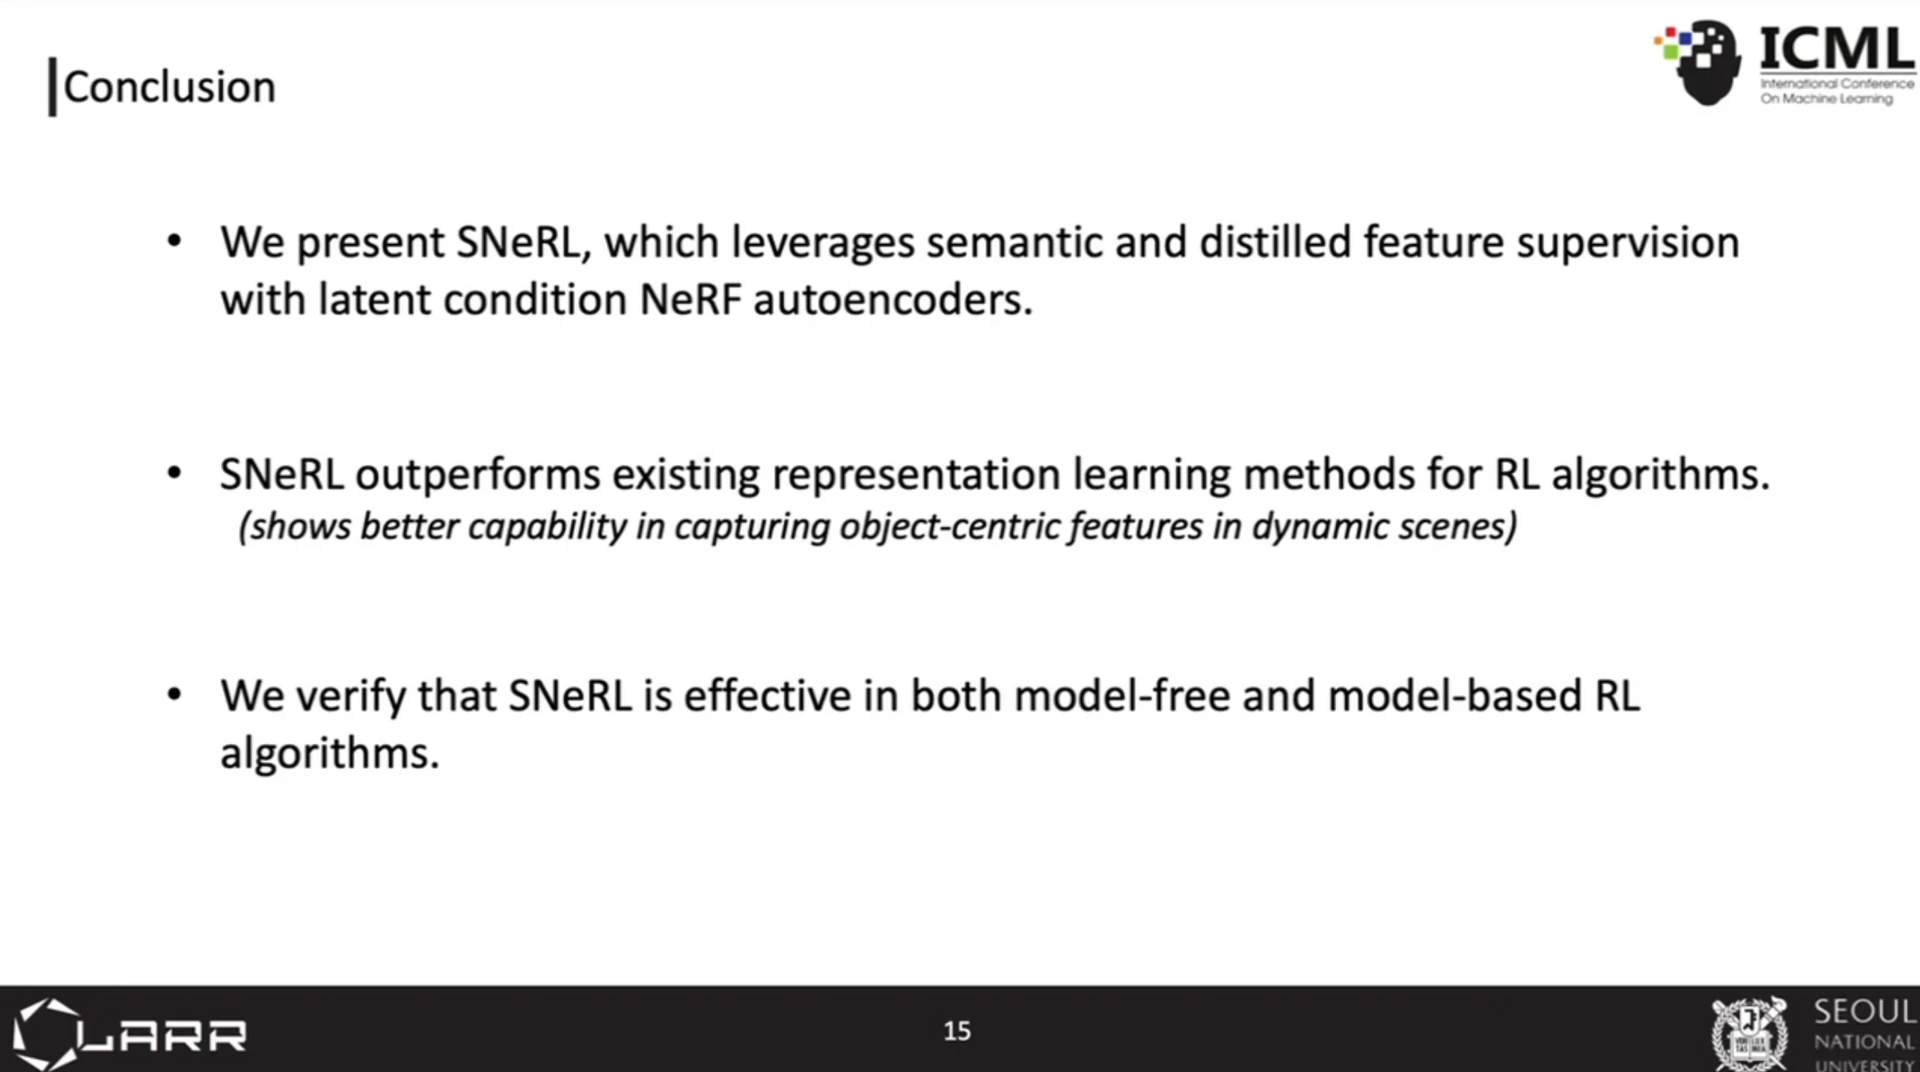 Conclusion
ICML
International Conference
On Machine Learning
• We present SNeRL, which leverages semantic and distilled feature supervision
with latent condition NeRF autoencoders.
• SNeRL outperforms existing representation learning methods for RL algorithms.
(shows better capability in capturing object-centric features in dynamic scenes)
• We verify that SNeRL is effective in both model-free and model-based RL
algorithms.
LARR
15
SEOUL
NATIONAL
UNIVERSITY